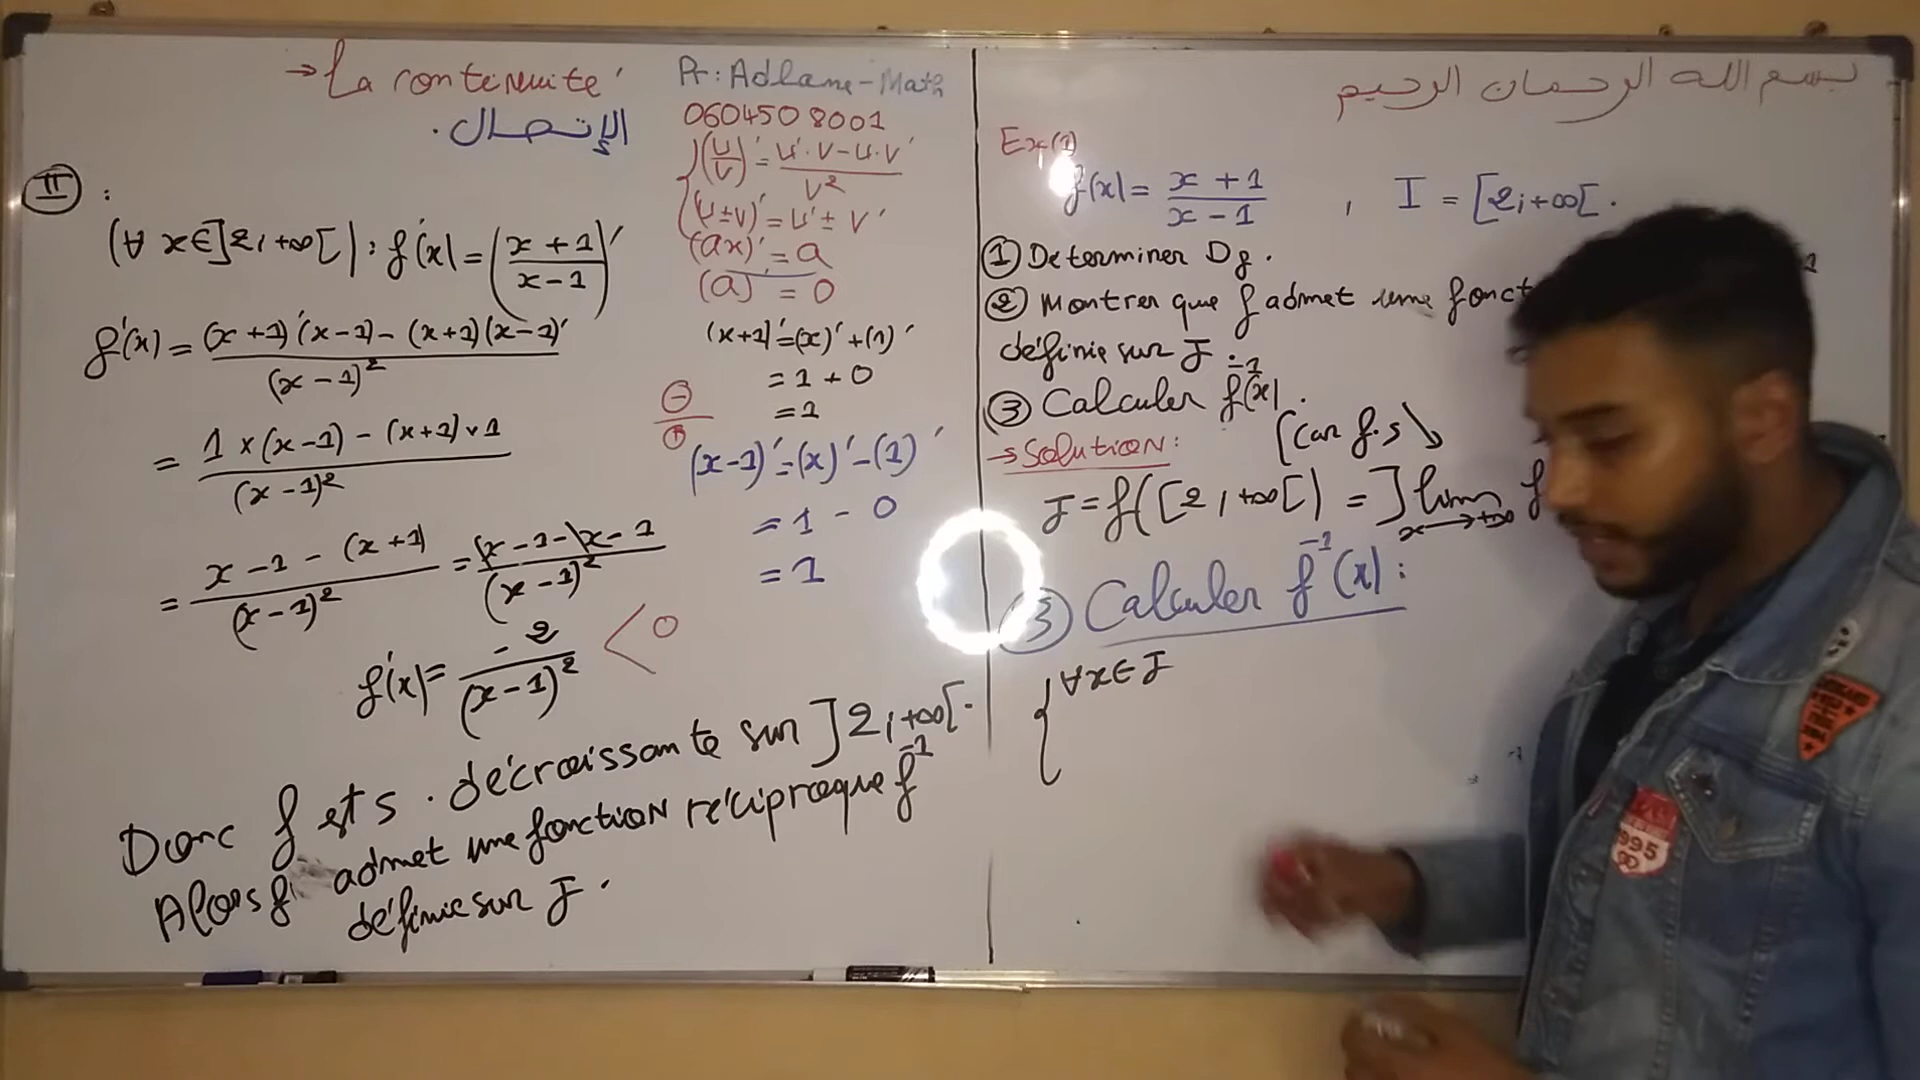 → La continuité
الإتصال.
II :
(∀ x∈]2,+∞[) : f'(x) = (x+1/x-1)'
f'(x) = (x+1)'(x-1) - (x+1)(x-1)' / (x-1)²
= 1×(x-1) - (x+1)×1 / (x-1)²
= x-1-(x+1) / (x-1)² = x-1-x-1 / (x-1)²
f'(x) = -2 / (x-1)² < 0
Donc f est s. décroissante sur ]2,+∞[.
Alors f admet une fonction réciproque f⁻¹
définie sur J.
Pr: Adlane-Math
0604508001
(u/v)' = u'.v-u.v' / v²
(u±v)' = u' ± v'
(ax)' = a
(a)' = 0
(x+1)' = (x)' + (1)'
= 1 + 0
= 1
⊖
⊕
(x-1)' = (x)' - (1)'
= 1 - 0
= 1
بسم الله الرحمان الرحيم
Ex(1)
f(x) = x+1 / x-1 , I = [2,+∞[.
① Determiner Df.
② Montrer que f admet une fonct
définie sur J
③ Calculer f⁻¹(x).
→ Solution:
(car f.s ↘
J = f([2,+∞[) = ]lim x→+∞ f
③ Calculer f⁻¹(x) :
{ ∀x∈J
995